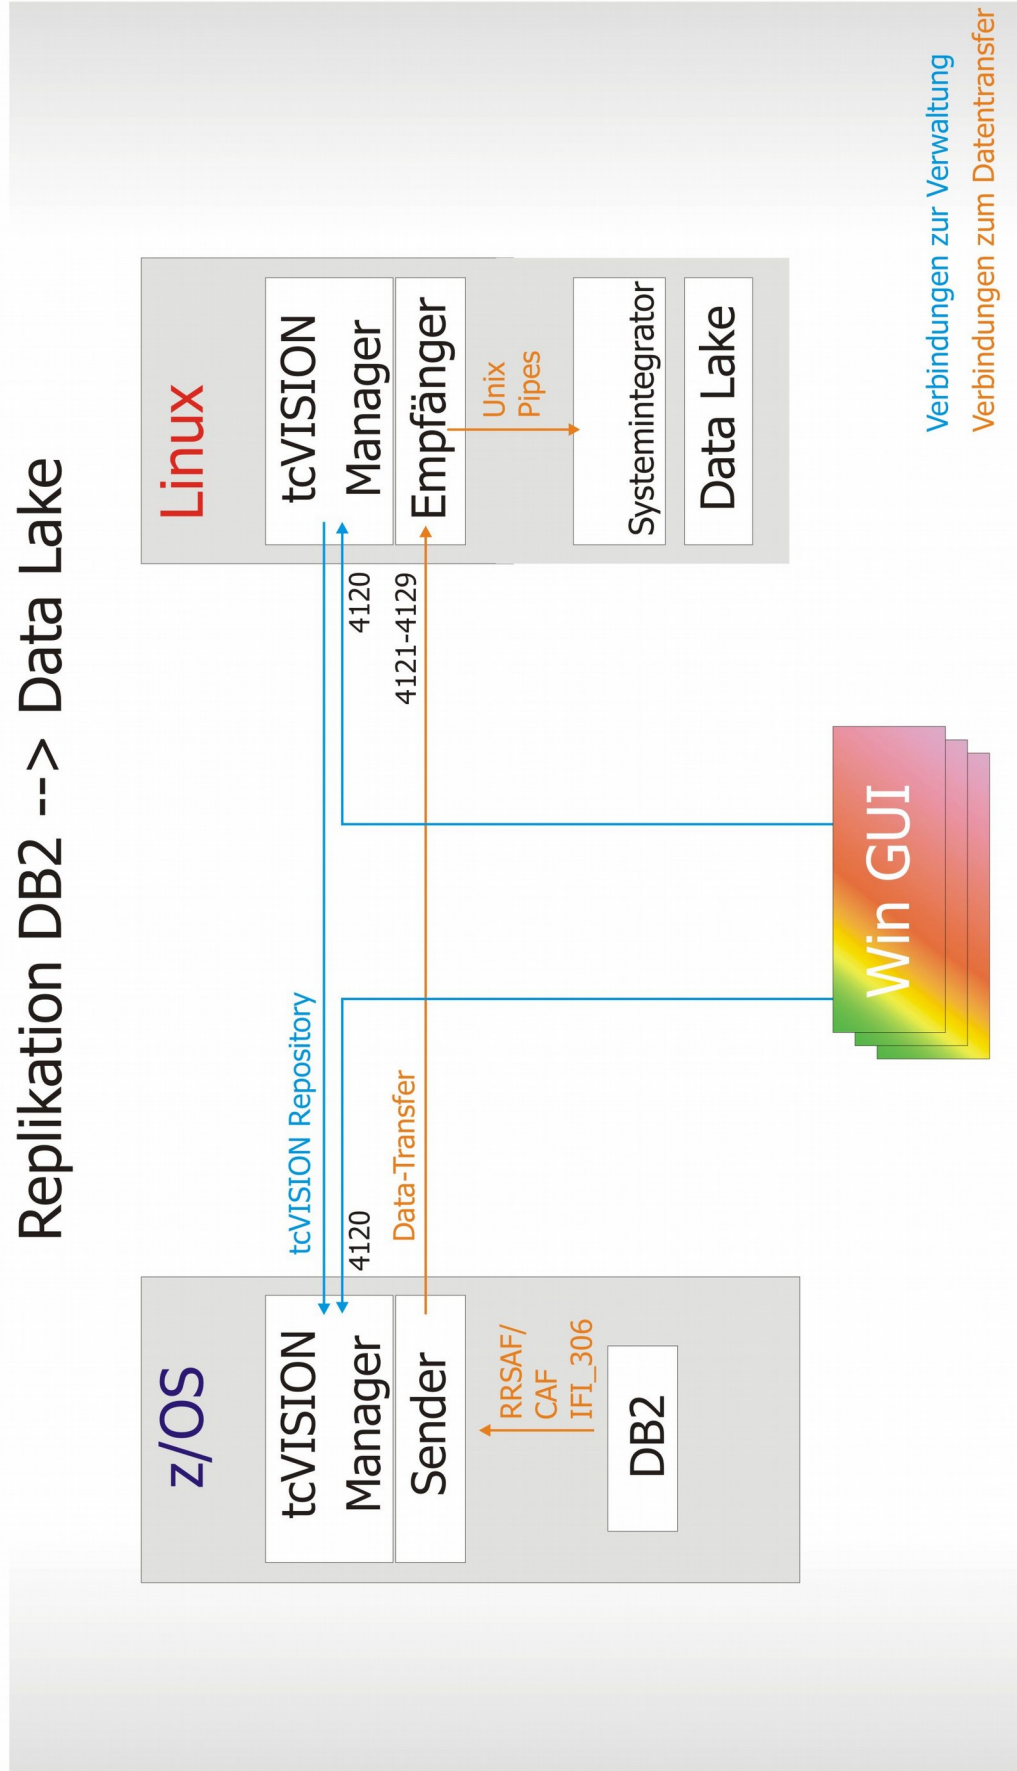 Replikation DB2 --> Data Lake
z/OS
tcVISION
Manager
Sender
RRSAF/
CAF
IFI_306
DB2
tcVISION Repository
4120
Data-Transfer
4120
4121-4129
Linux
tcVISION
Manager
Empfänger
Unix
Pipes
Systemintegrator
Data Lake
Win GUI
Verbindungen zur Verwaltung
Verbindungen zum Datentransfer